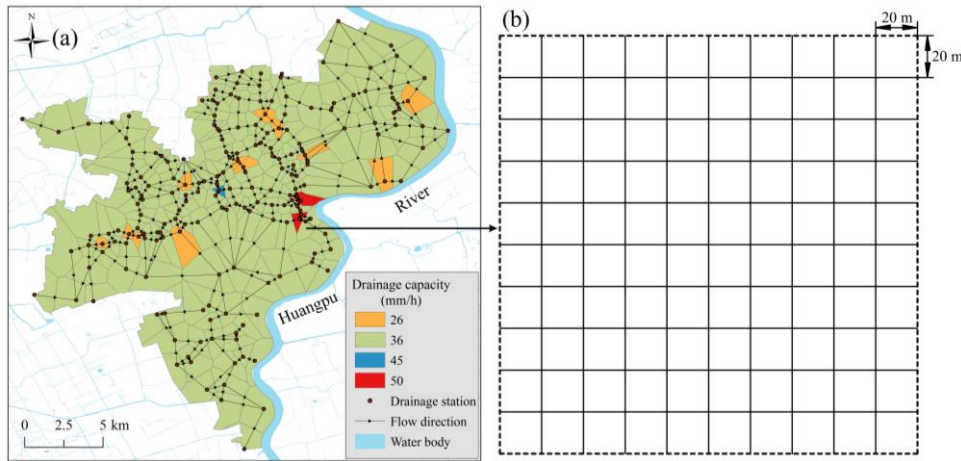 N
(a)
River
Huangpu
Drainage capacity
(mm/h)
26
36
45
50
Drainage station
Flow direction
Water body
0 2.5 5 km
(b)
20 m
20 m